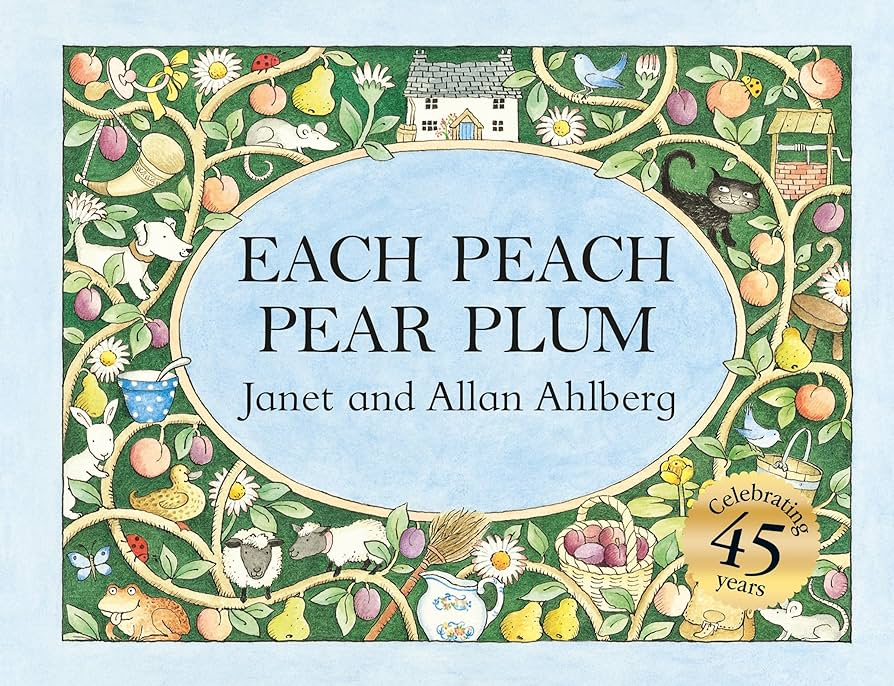 EACH PEACH
PEAR PLUM
Janet and Allan Ahlberg
Celebrating
45
years